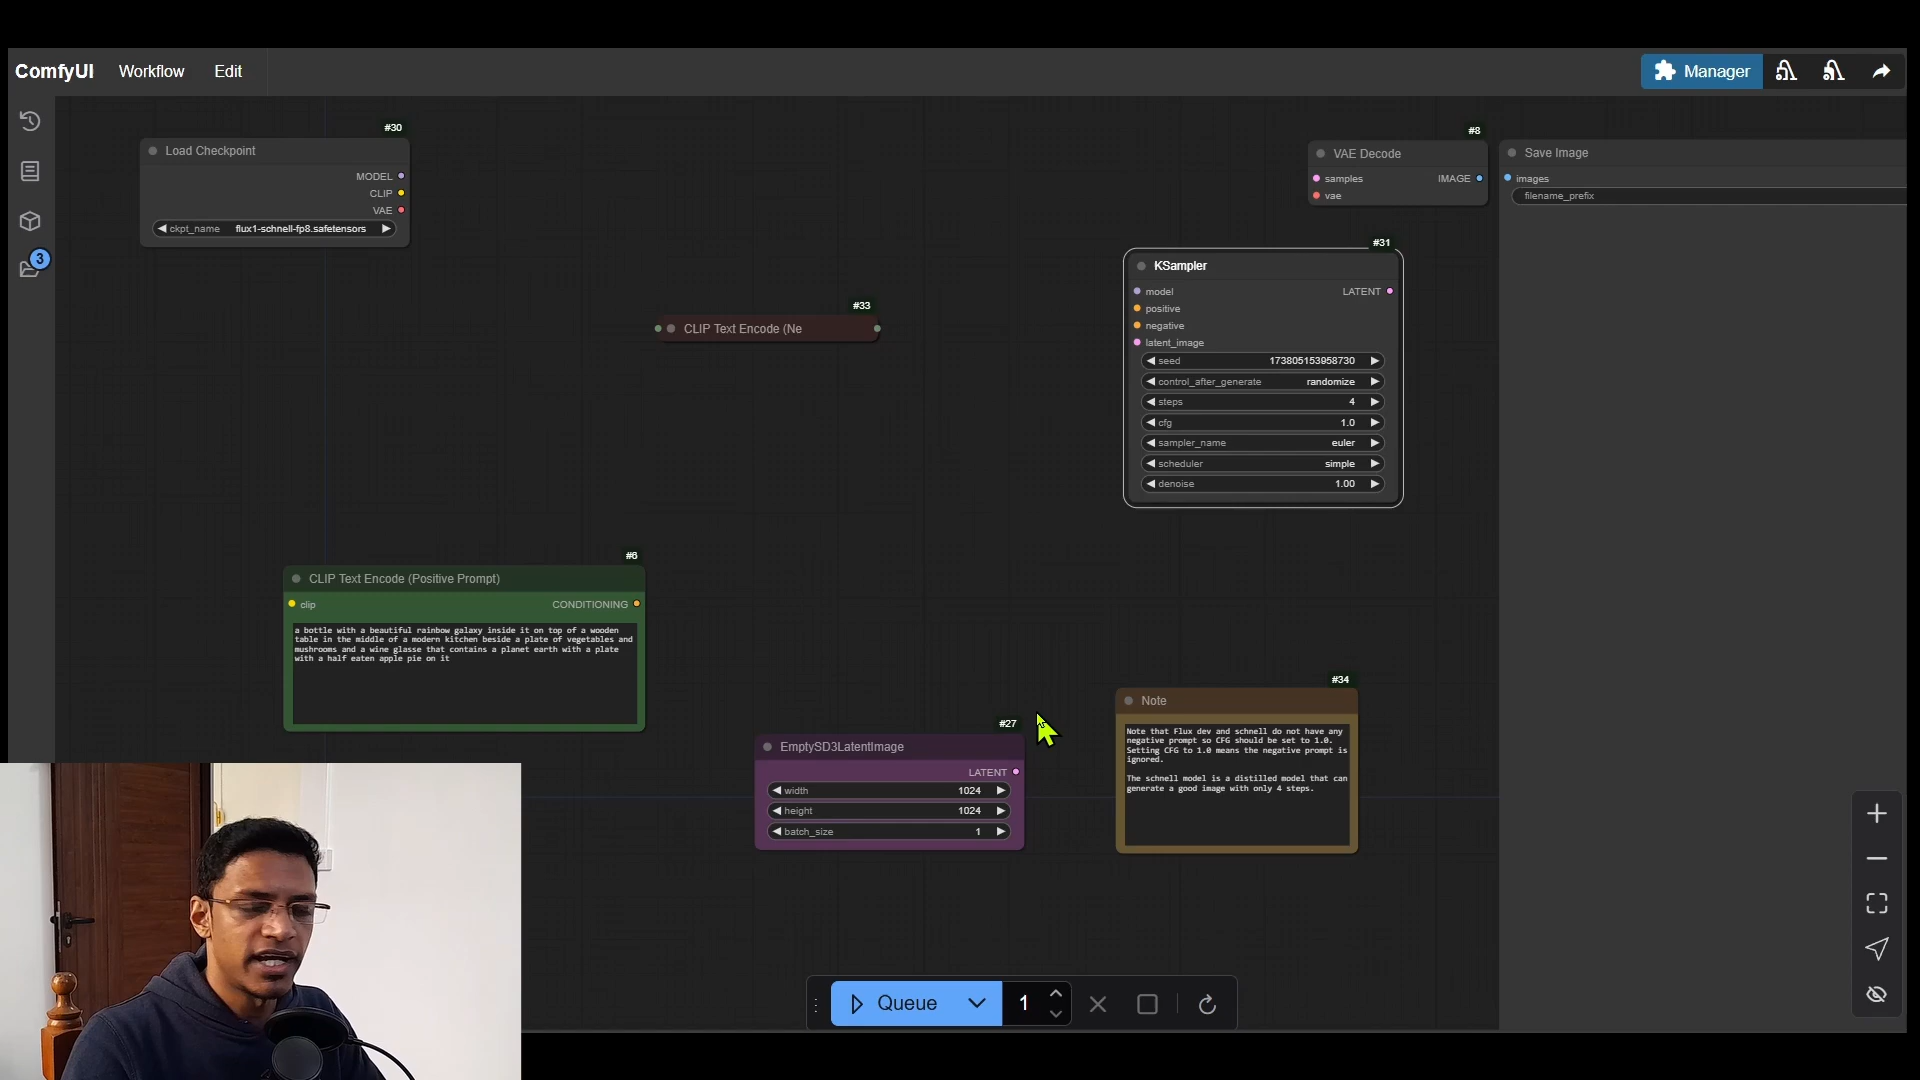 ComfyUI
Workflow
Edit
Manager
#30
Load Checkpoint
MODEL
CLIP
VAE
ckpt_name flux1-schnell-fp8.safetensors
3
#33
CLIP Text Encode (Ne
#8
VAE Decode
samples IMAGE
vae
Save Image
images
filename_prefix
#31
KSampler
model LATENT
positive
negative
latent_image
seed 173805153958730
control_after_generate randomize
steps 4
cfg 1.0
sampler_name euler
scheduler simple
denoise 1.00
#6
CLIP Text Encode (Positive Prompt)
clip CONDITIONING
a bottle with a beautiful rainbow galaxy inside it on top of a wooden
table in the middle of a modern kitchen beside a plate of vegetables and
mushrooms and a wine glasse that contains a planet earth with a plate
with a half eaten apple pie on it
#27
EmptySD3LatentImage
LATENT
width 1024
height 1024
batch_size 1
#34
Note
Note that Flux dev and schnell do not have any
negative prompt so CFG should be set to 1.0.
Setting CFG to 1.0 means the negative prompt is
ignored.
The schnell model is a distilled model that can
generate a good image with only 4 steps.
Queue
1